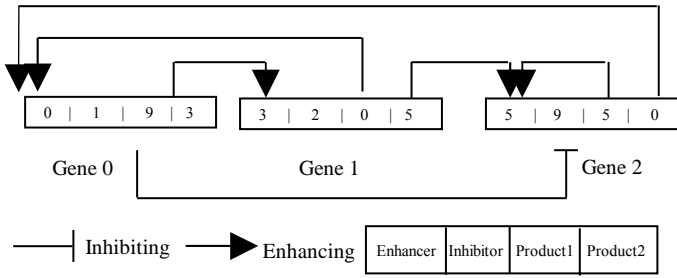 0 | 1 | 9 | 3 3 | 2 | 0 | 5 5 | 9 | 5 | 0
Gene 0 Gene 1 Gene 2
Inhibiting Enhancing Enhancer Inhibitor Product1 Product2